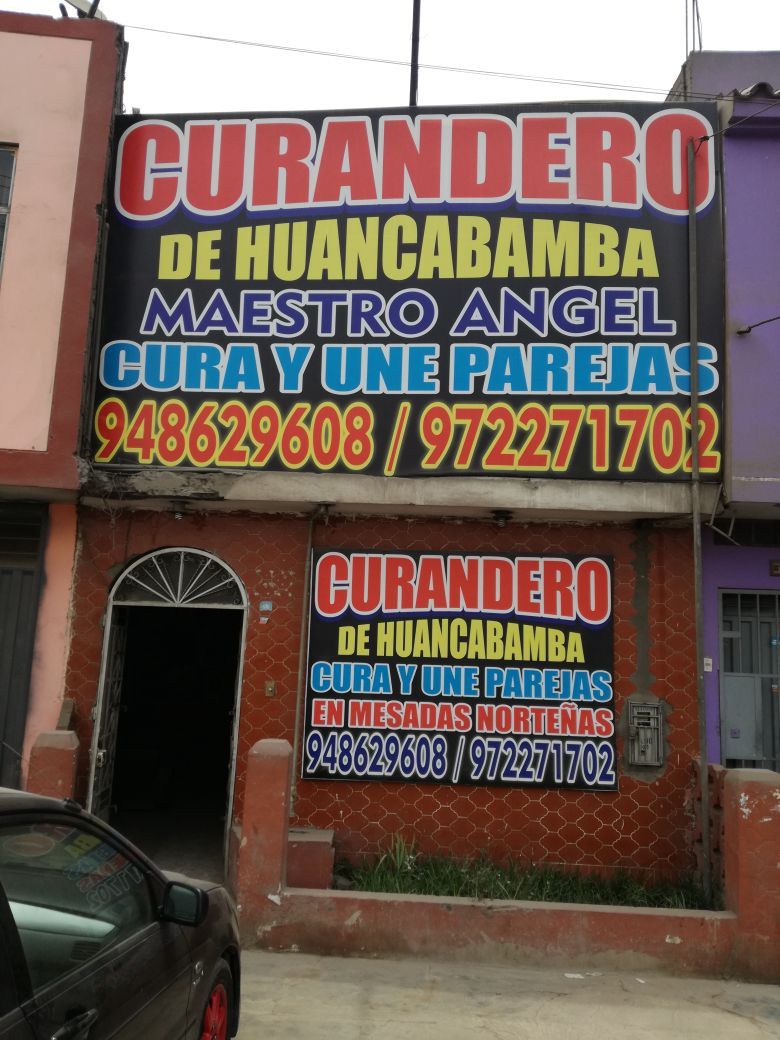 CURANDERO
DE HUANCABAMBA
MAESTRO ANGEL
CURA Y UNE PAREJAS
948629608 / 972271702
CURANDERO
DE HUANCABAMBA
CURA Y UNE PAREJAS
EN MESADAS NORTEÑAS
948629608 / 972271702